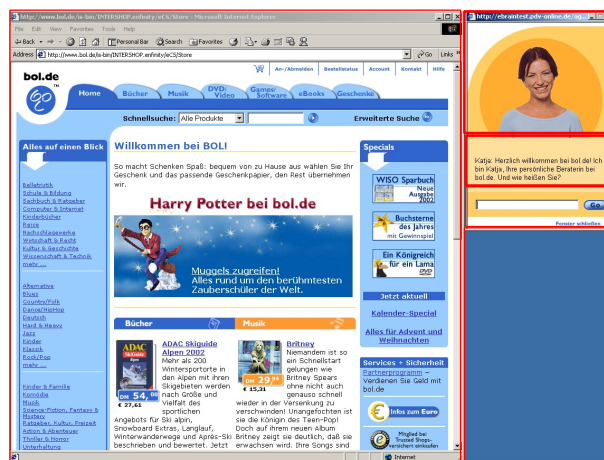 http://www.bol.de/is-bin/INTERSHOP.enfinity/eCS/Store - Microsoft Internet Explorer
File Edit View Favorites Tools Help
Back Personal Bar Search Favorites
Address http://www.bol.de/is-bin/INTERSHOP.enfinity/eCS/Store Go Links
bol.de
An-/Abmelden Bestellstatus Account Kontakt Hilfe
Home Bücher Musik DVD/ Video Games/ Software eBooks Geschenke
Schnellsuche: Alle Produkte Erweiterte Suche
Alles auf einen Blick
Belletristik
Schule & Bildung
Sachbuch & Ratgeber
Computer & Internet
Kinderbücher
Reise
Nachschlagewerke
Wirtschaft & Recht
Kultur & Geschichte
Wissenschaft & Technik
mehr ...
Alternative
Blues
Country/Folk
Dance/HipHop
Deutsch
Hard & Heavy
Jazz
Kinder
Klassik
Rock/Pop
mehr ...
Kinder & Familie
Komödie
Musik
Science-Fiction, Fantasy &
Mystery
Ratgeber, Kultur, Freizeit
Action & Abenteuer
Thriller & Horror
Unterhaltung
Willkommen bei BOL!
So macht Schenken Spaß: bequem von zu Hause aus wählen Sie Ihr
Geschenk und das passende Geschenkpapier, den Rest übernehmen
wir.
Harry Potter bei bol.de
Muggels zugreifen!
Alles rund um den berühmtesten
Zauberschüler der Welt.
Bücher
ADAC
SkiGuide
DM 54,00
€ 27,61
ADAC Skiguide
Alpen 2002
Mehr als 200
Wintersportorte in
den Alpen mit ihren
Skigebieten werden
nach Größe und
Vielfalt des
sportlichen
Angebots für Ski alpin,
Snowboard Extras, Langlauf,
Winterwanderwege und Après-Ski
beschrieben und bewertet. Jetzt
Musik
DM 29,95
€ 15,31
Britney
Niemandem ist so
ein Schnellstart
gelungen wie
Britney Spears
ohne nicht auch
genauso schnell
wieder in der Versenkung zu
verschwinden! Unangefochten ist
sie die Königin des Teen-Pop!
Doch auf ihrem neuen Album
Britney zeigt sie deutlich, daß sie
erwachsen wird. Ihre Songs sind
Specials
WISO Sparbuch
Neue
Ausgabe
2002
Buchsterne
des Jahres
mit Gewinnspiel
Ein Königreich
für ein Lama
DVD
Jetzt aktuell
Kalender-Special
Alles für Advent und
Weihnachten
Services + Sicherheit
Partnerprogramm –
Verdienen Sie Geld mit
bol.de
Infos zum Euro
Mitglied bei
Trusted Shops-
versichert einkaufen!
Internet
http://ebraintest.pdv-online.de/ag...
Katja: Herzlich willkommen bei bol.de! Ich
bin Katja, Ihre persönliche Beraterin bei
bol.de. Und wie heißen Sie?
Go
Fenster schließen